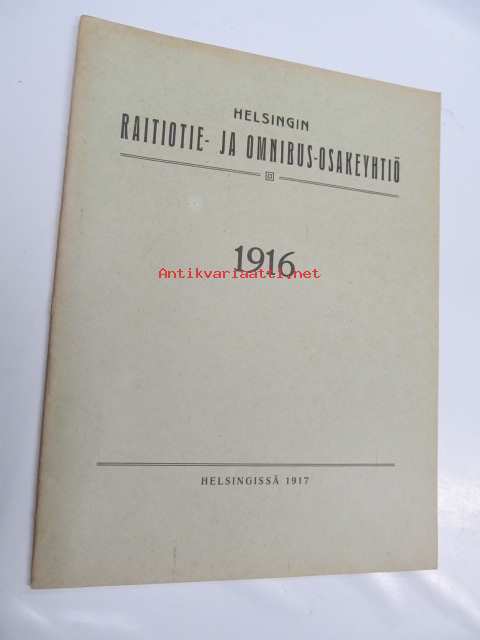 HELSINGIN
RAITIOTIE- JA OMNIBUS-OSAKEYHTIÖ
1916
Antikvariaatti.net
HELSINGISSÄ 1917